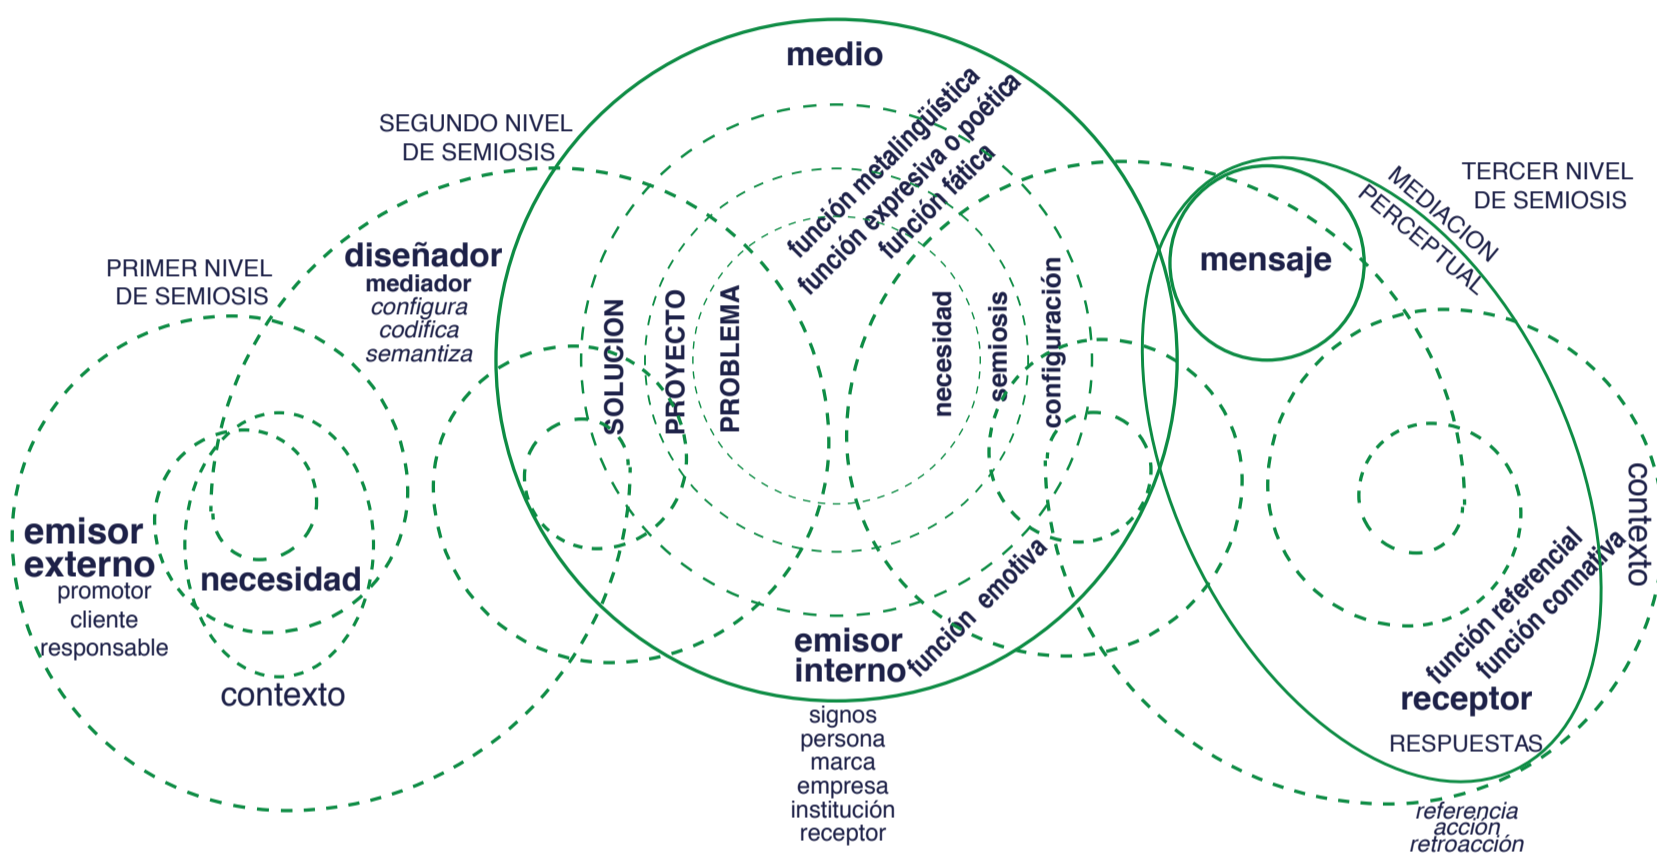 medio
función metalingüística
función expresiva o poética
función fática
SEGUNDO NIVEL
DE SEMIOSIS
TERCER NIVEL
DE SEMIOSIS
MEDIACION
PERCEPTUAL
PRIMER NIVEL
DE SEMIOSIS
diseñador
mediador
configura
codifica
semantiza
mensaje
SOLUCION
PROYECTO
PROBLEMA
necesidad
semiosis
configuración
emisor
externo
promotor
cliente
responsable
necesidad
contexto
emisor
interno
función emotiva
signos
persona
marca
empresa
institución
receptor
contexto
función referencial
función connativa
receptor
RESPUESTAS
referencia
acción
retroacción